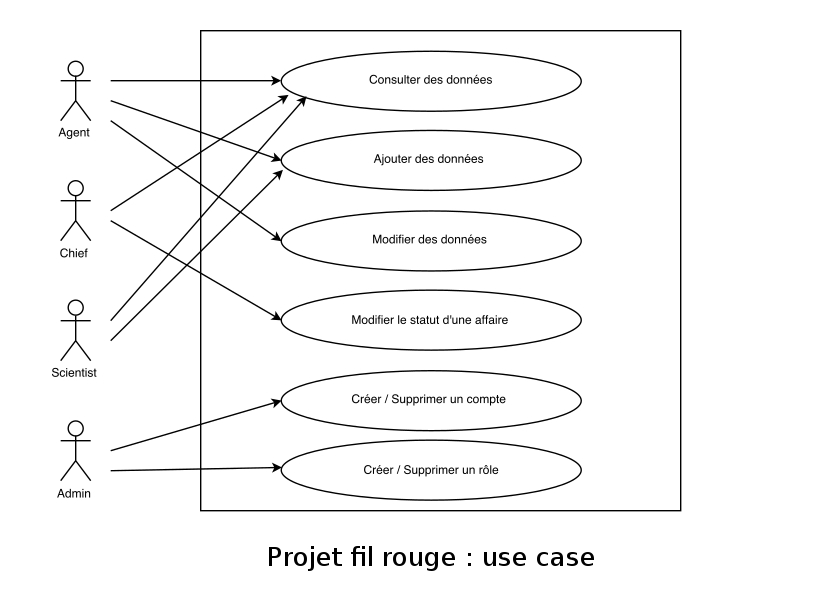 Consulter des données
Agent
Ajouter des données
Modifier des données
Chief
Modifier le statut d'une affaire
Scientist
Créer / Supprimer un compte
Créer / Supprimer un rôle
Admin
Projet fil rouge : use case